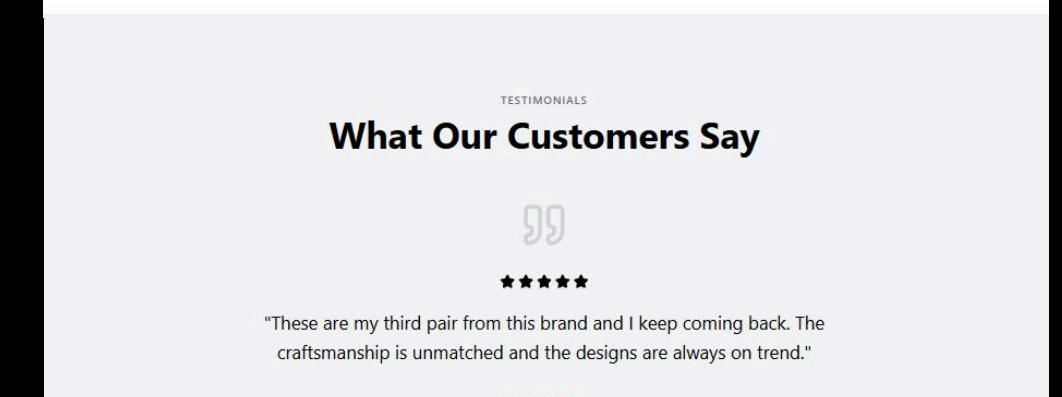 TESTIMONIALS
What Our Customers Say
"These are my third pair from this brand and I keep coming back. The
craftsmanship is unmatched and the designs are always on trend."